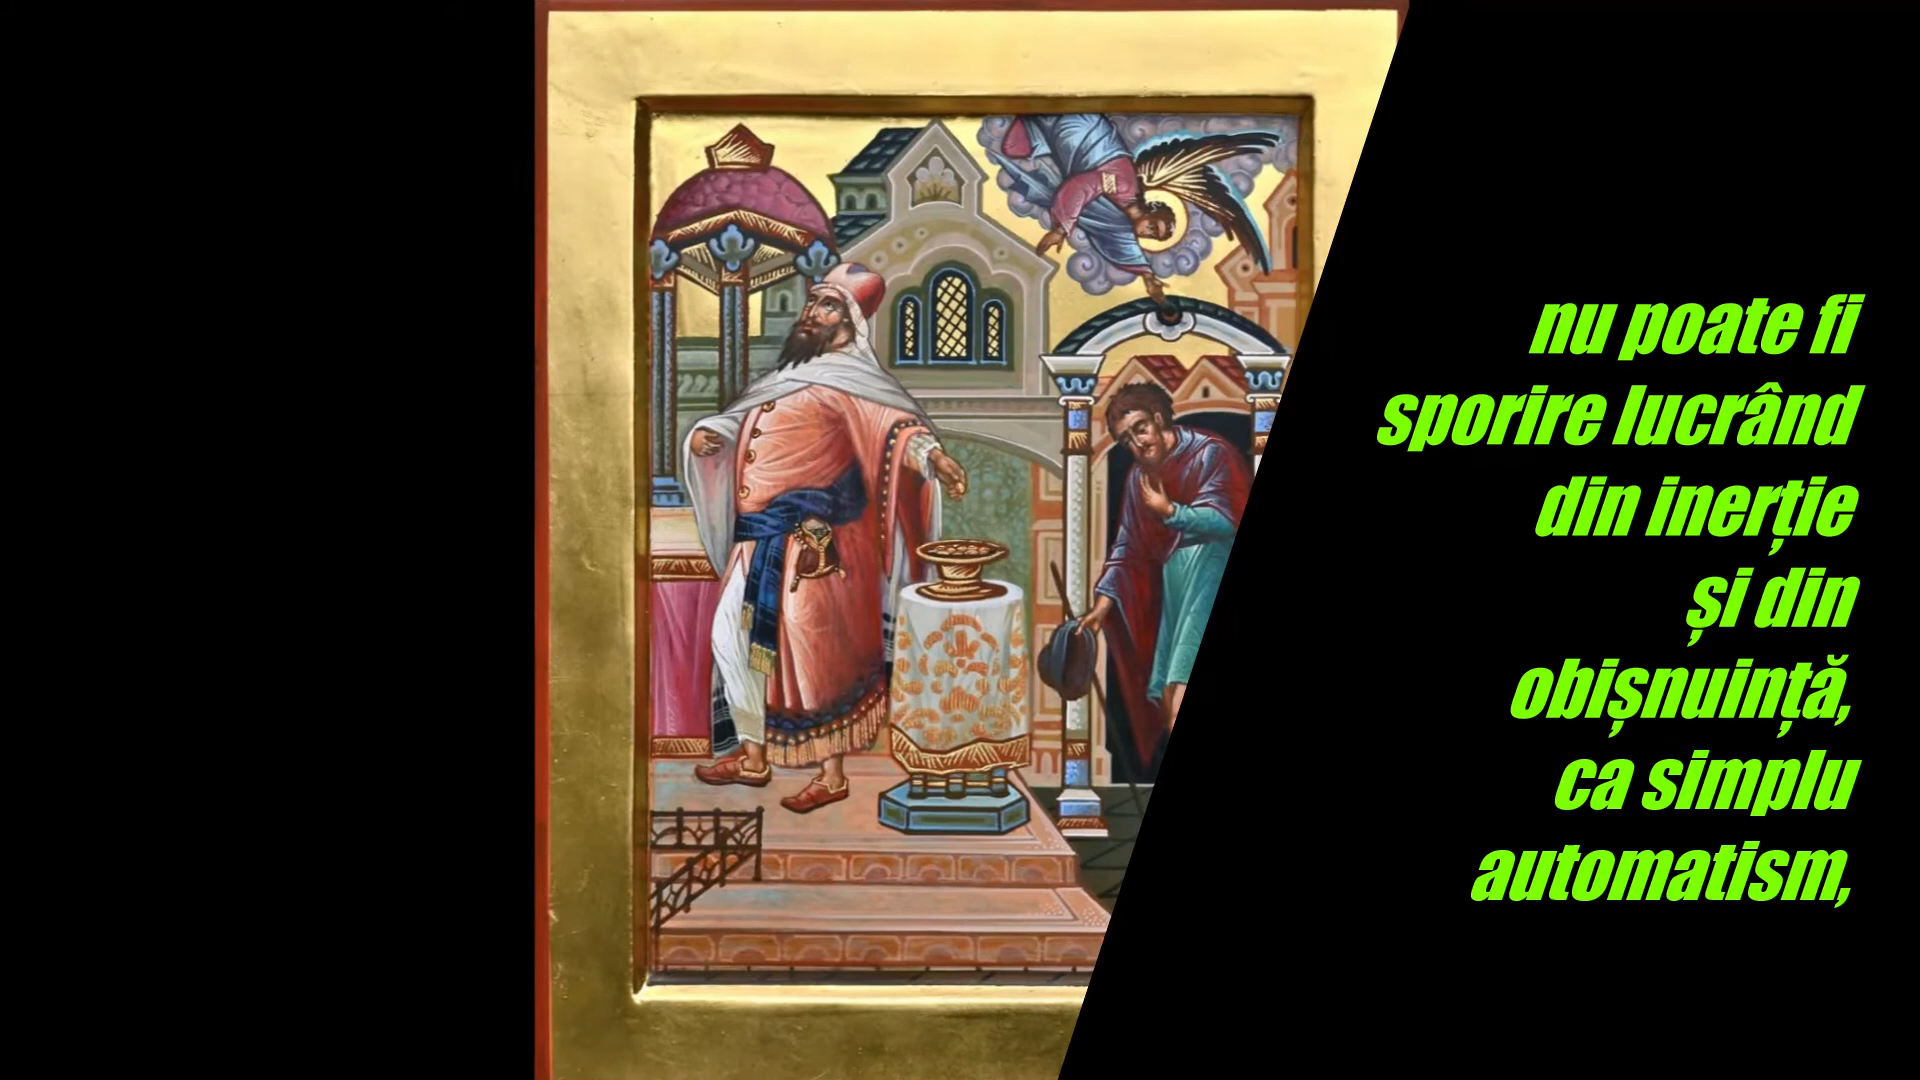 nu poate fi
sporire lucrând
din inerție
și din
obișnuință,
ca simplu
automatism,